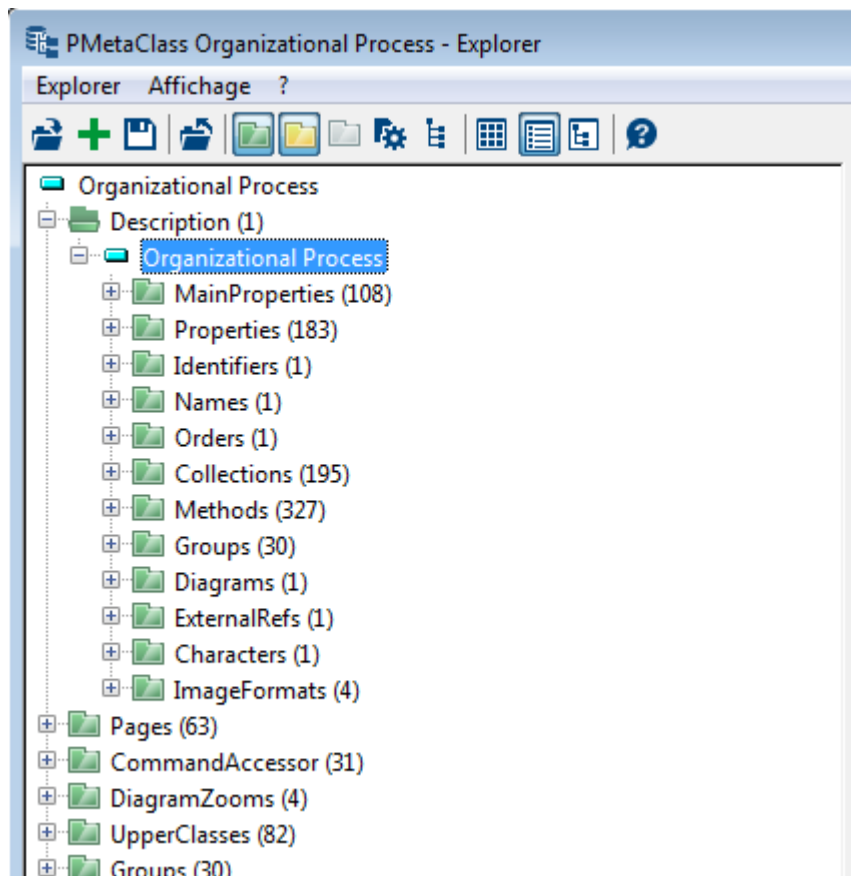 PMetaClass Organizational Process - Explorer
Explorer Affichage ?
Organizational Process
Description (1)
Organizational Process
MainProperties (108)
Properties (183)
Identifiers (1)
Names (1)
Orders (1)
Collections (195)
Methods (327)
Groups (30)
Diagrams (1)
ExternalRefs (1)
Characters (1)
ImageFormats (4)
Pages (63)
CommandAccessor (31)
DiagramZooms (4)
UpperClasses (82)
Groups (30)